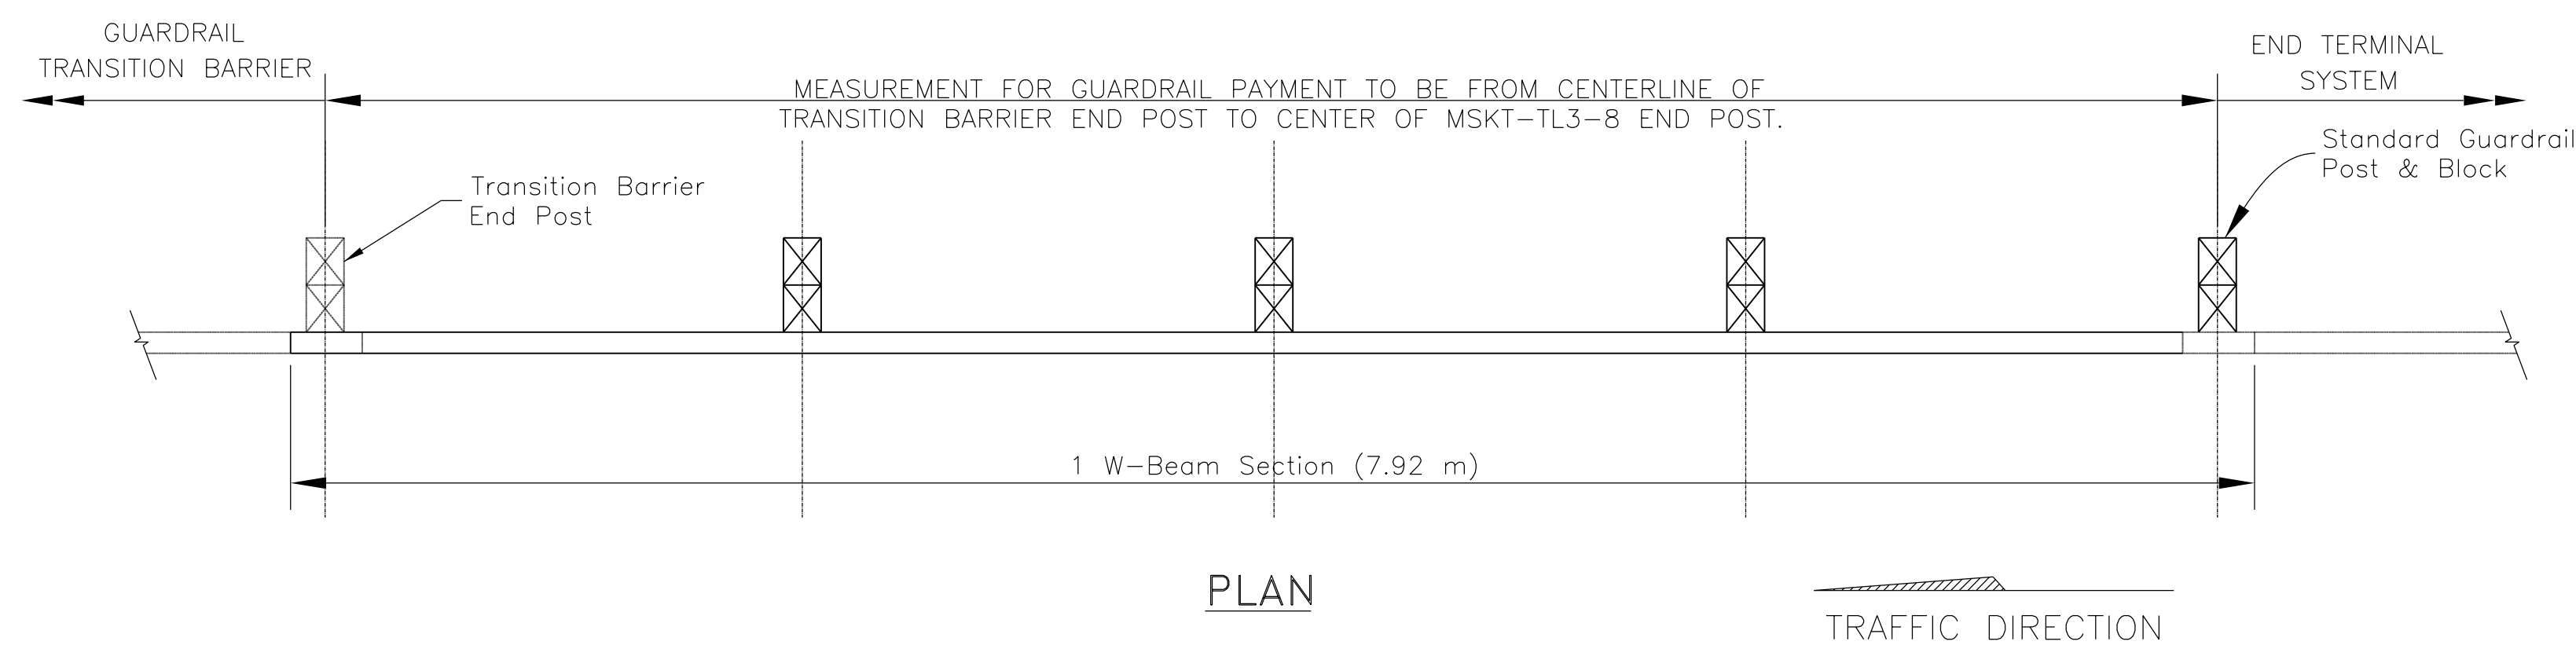 GUARDRAIL
TRANSITION BARRIER
END TERMINAL
SYSTEM
MEASUREMENT FOR GUARDRAIL PAYMENT TO BE FROM CENTERLINE OF
TRANSITION BARRIER END POST TO CENTER OF MSKT-TL3-8 END POST.
Standard Guardrail
Post & Block
Transition Barrier
End Post
1 W-Beam Section (7.92 m)
PLAN
TRAFFIC DIRECTION